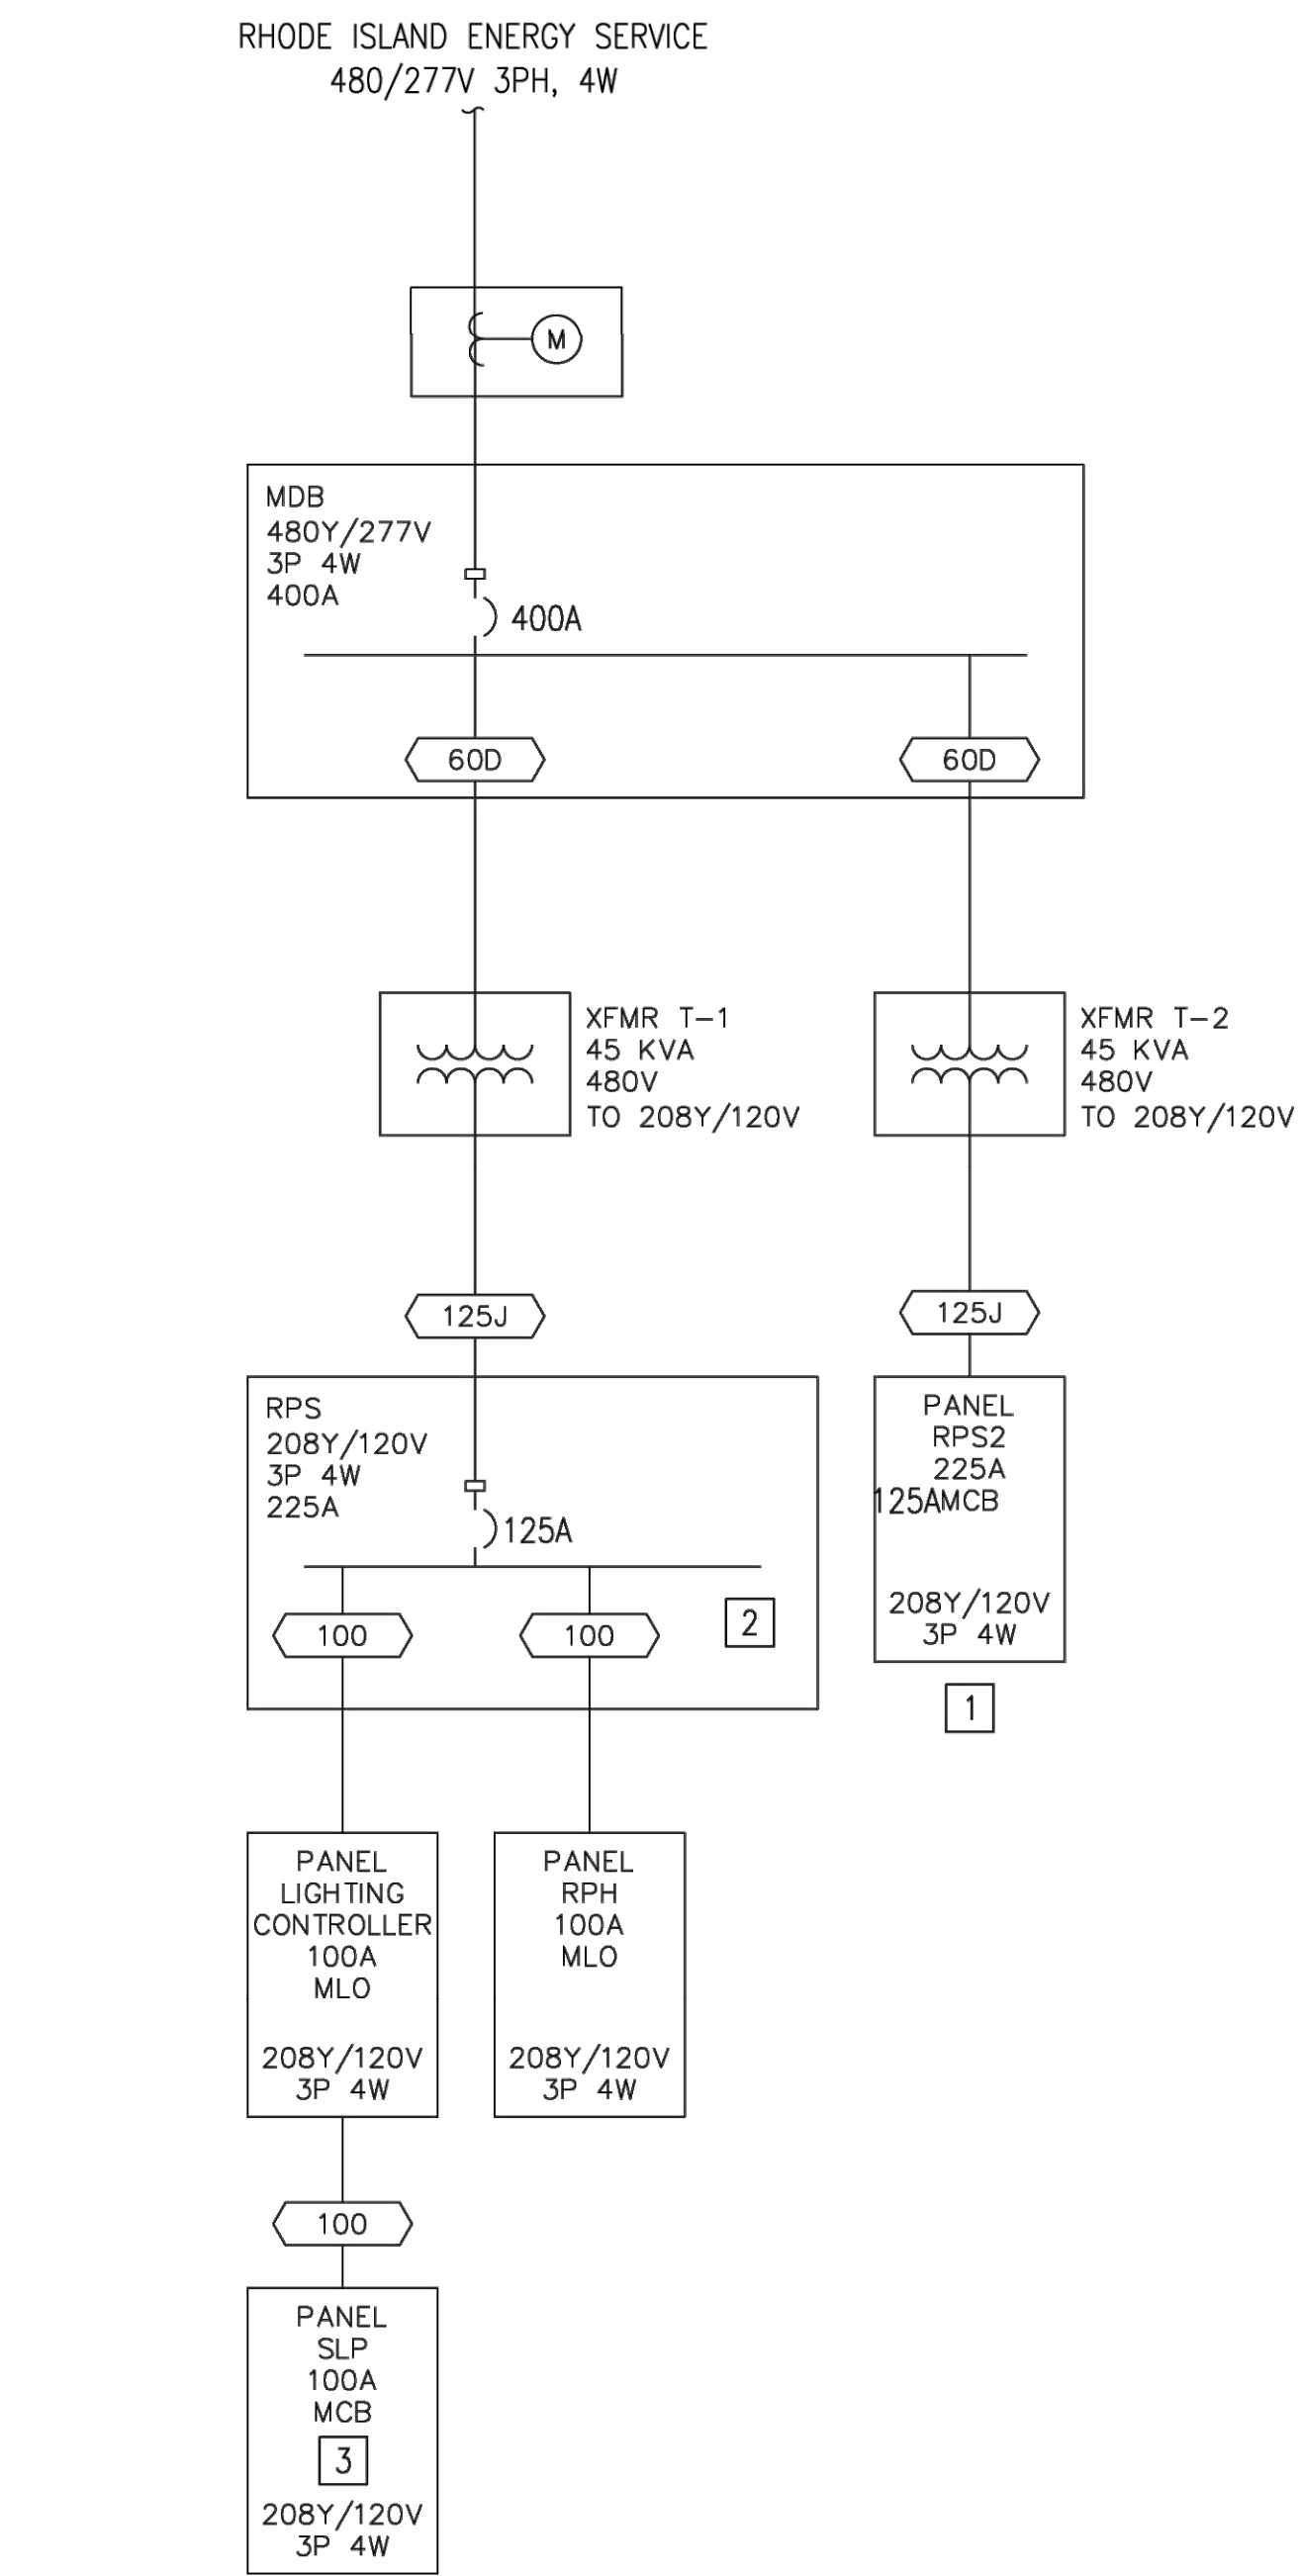 RHODE ISLAND ENERGY SERVICE
480/277V 3PH, 4W
M
MDB
480Y/277V
3P 4W
400A
400A
60D
60D
XFMR T-1
45 KVA
480V
TO 208Y/120V
XFMR T-2
45 KVA
480V
TO 208Y/120V
125J
125J
RPS
208Y/120V
3P 4W
225A
125A
100
100
2
PANEL
RPS2
225A
125AMCB
208Y/120V
3P 4W
1
PANEL
LIGHTING
CONTROLLER
100A
MLO
208Y/120V
3P 4W
PANEL
RPH
100A
MLO
208Y/120V
3P 4W
100
PANEL
SLP
100A
MCB
3
208Y/120V
3P 4W